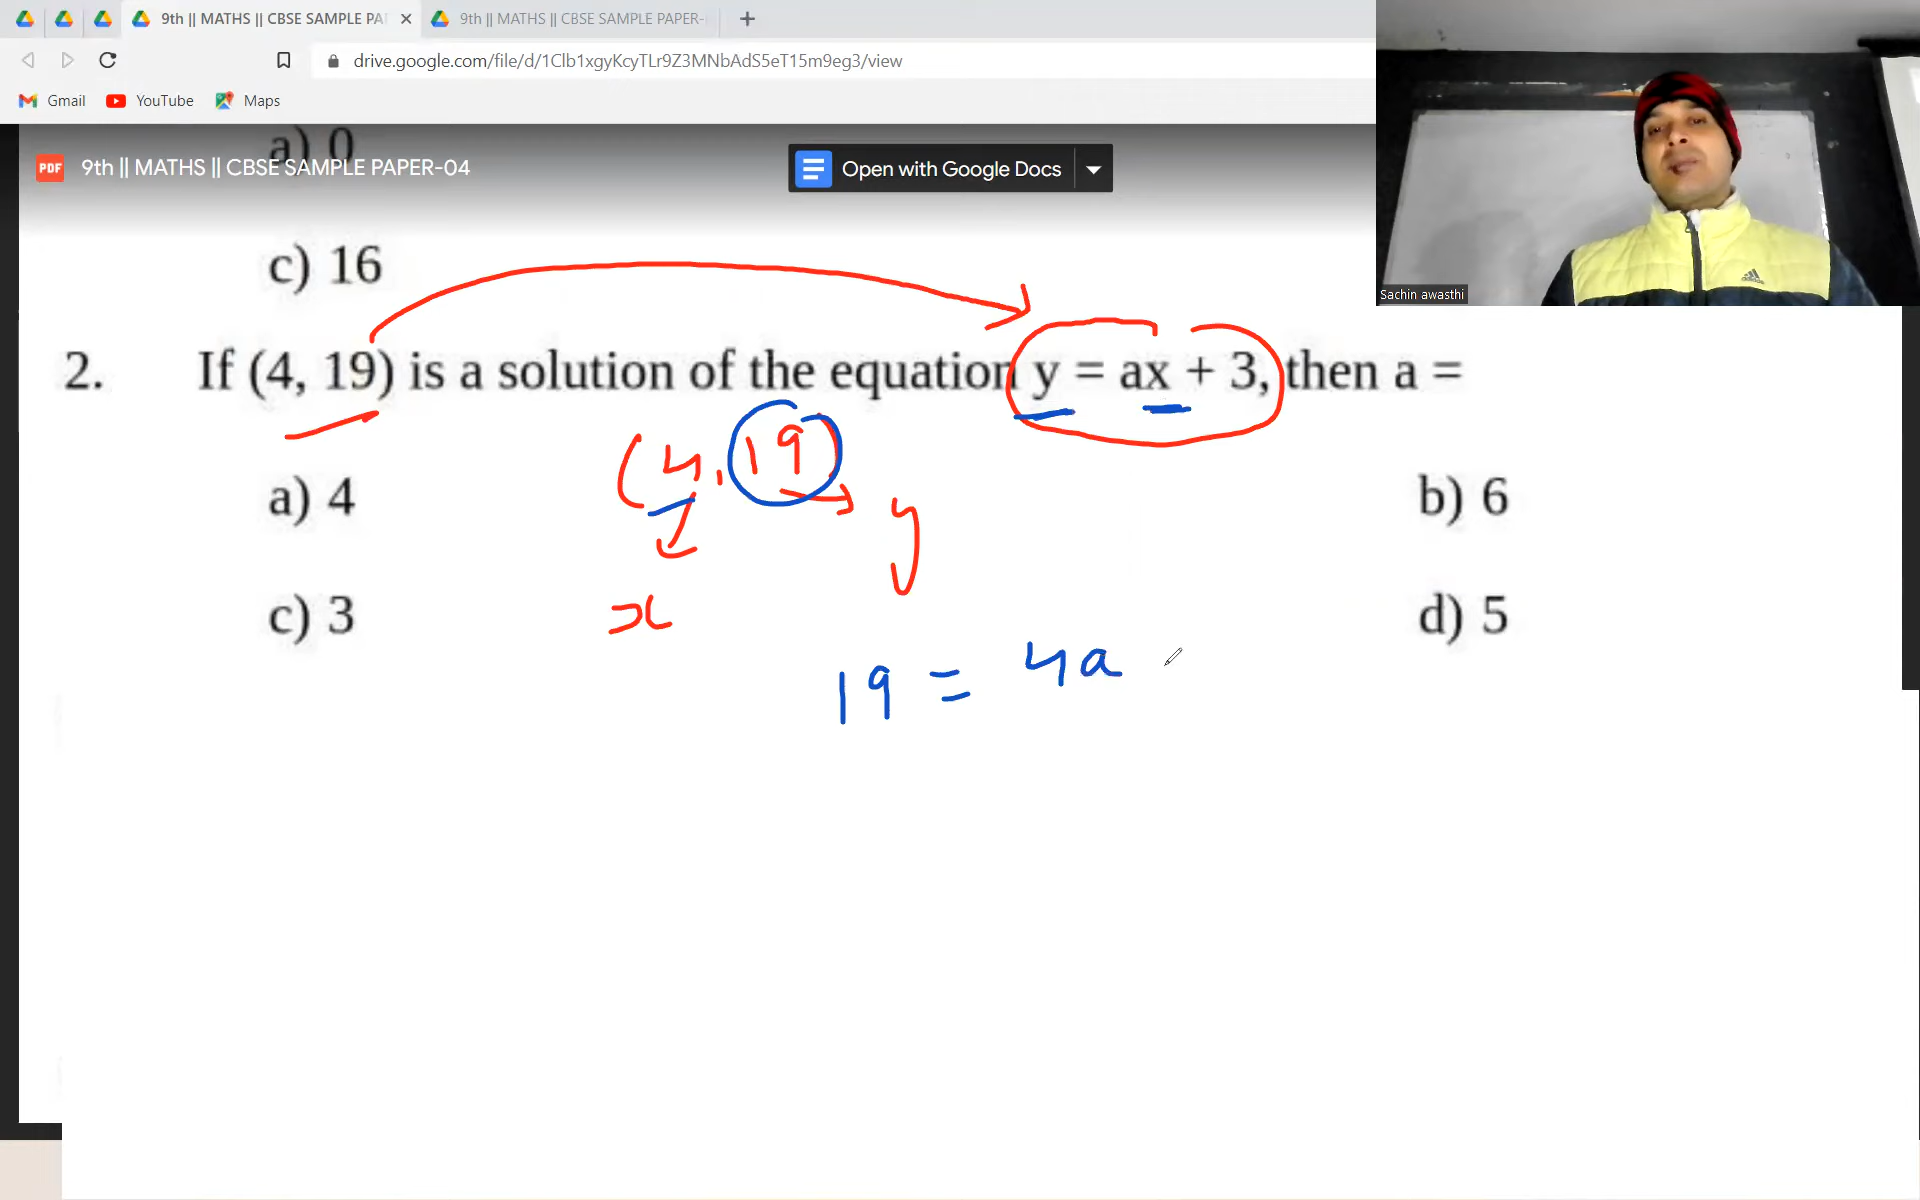 9th || MATHS || CBSE SAMPLE PA
9th || MATHS || CBSE SAMPLE PAPER-
drive.google.com/file/d/1Clb1xgyKcyTLr9Z3MNbAdS5eT15m9eg3/view
Gmail YouTube Maps
a) 0
PDF 9th || MATHS || CBSE SAMPLE PAPER-04
Open with Google Docs
Sachin awasthi
c) 16
2. If (4, 19) is a solution of the equation y = ax + 3, then a =
(4, 19)
a) 4
b) 6
y
c) 3
x
d) 5
19 = 4a